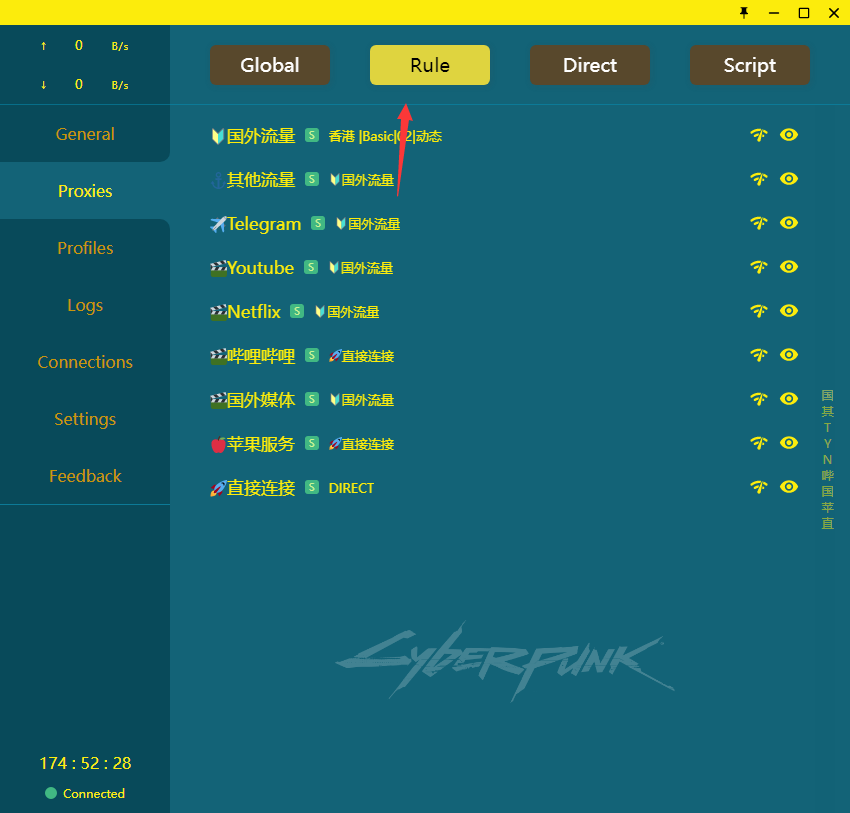 ↑ 0 B/s
↓ 0 B/s
General
Proxies
Profiles
Logs
Connections
Settings
Feedback
174 : 52 : 28
Connected
Global Rule Direct Script
国外流量 S 香港 |Basic|02|动态
其他流量 S 国外流量
Telegram S 国外流量
Youtube S 国外流量
Netflix S 国外流量
哔哩哔哩 S 直接连接
国外媒体 S 国外流量
苹果服务 S 直接连接
直接连接 S DIRECT
国
其
T
Y
N
哔
国
苹
直
CYBERPUNK